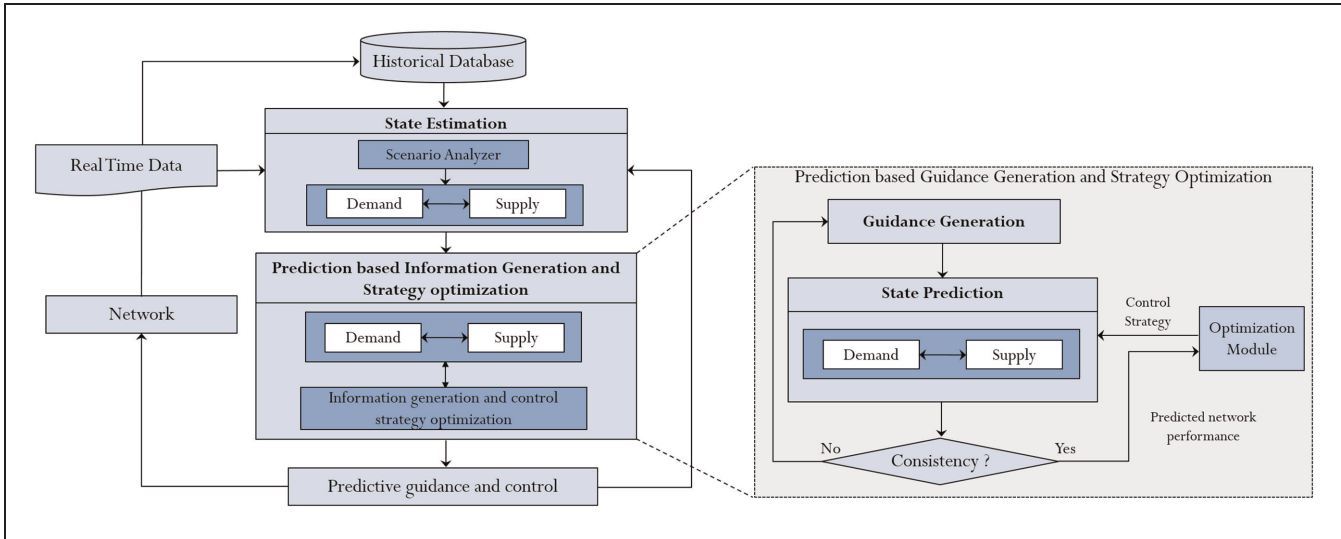 Historical Database
State Estimation
Real Time Data
Scenario Analyzer
Demand
Supply
Prediction based Information Generation and
Strategy optimization
Network
Demand
Supply
Information generation and control
strategy optimization
Predictive guidance and control
Prediction based Guidance Generation and Strategy Optimization
Guidance Generation
State Prediction
Control
Strategy
Optimization
Module
Demand
Supply
Predicted network
performance
No
Consistency ?
Yes